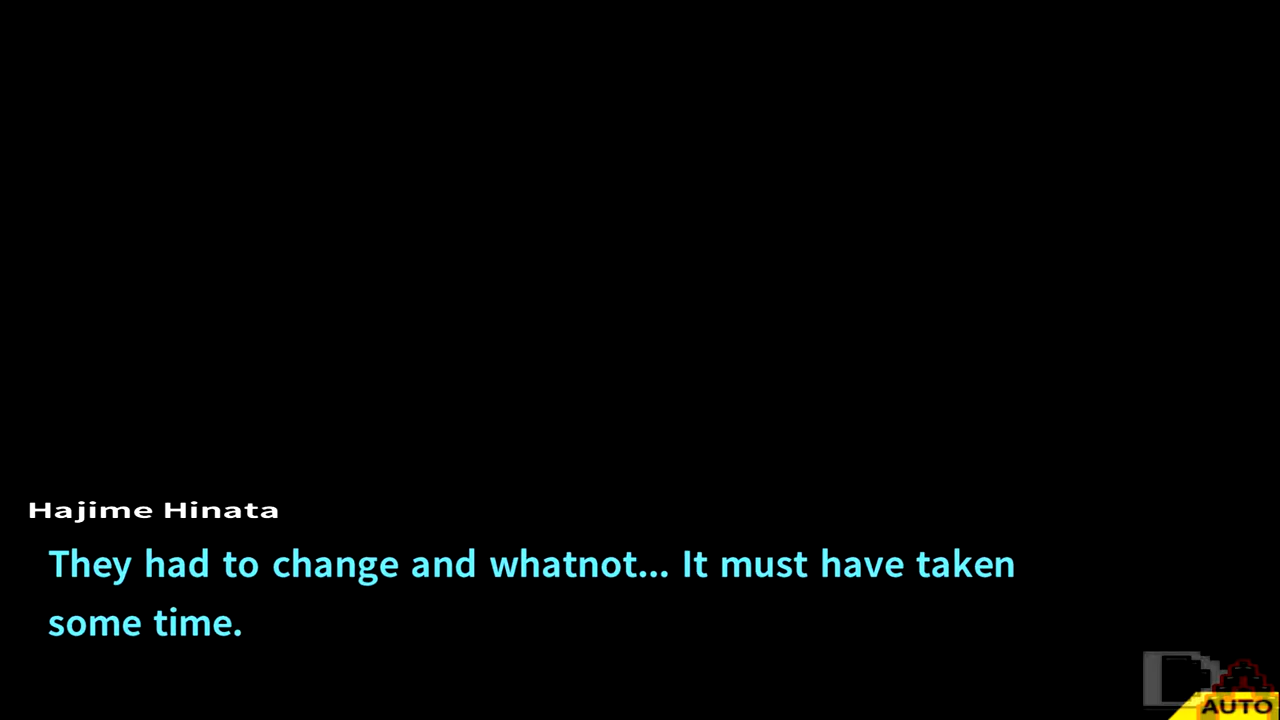 Hajime Hinata
They had to change and whatnot... It must have taken
some time.
AUTO